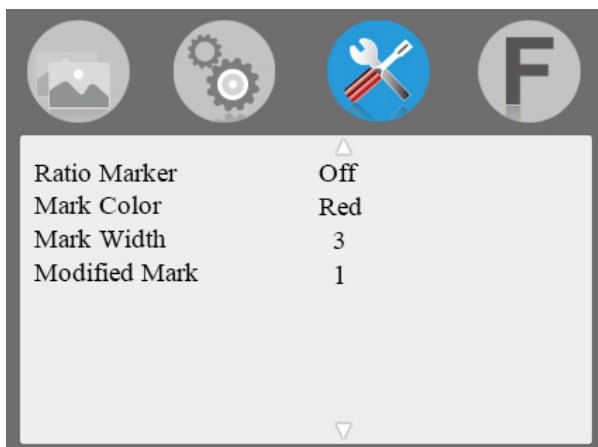 F
Ratio Marker Off
Mark Color Red
Mark Width 3
Modified Mark 1